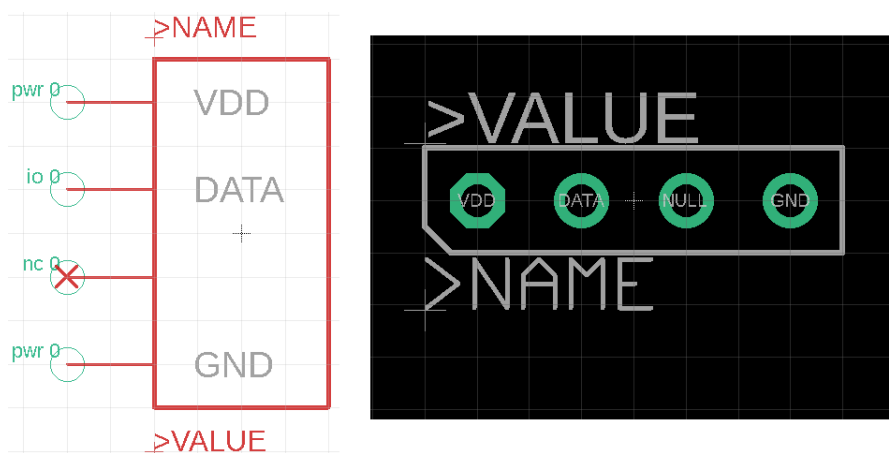 >NAME
pwr 0
VDD
io 0
DATA
nc 0
pwr 0
GND
>VALUE
>VALUE
VDD
DATA
NULL
GND
>NAME